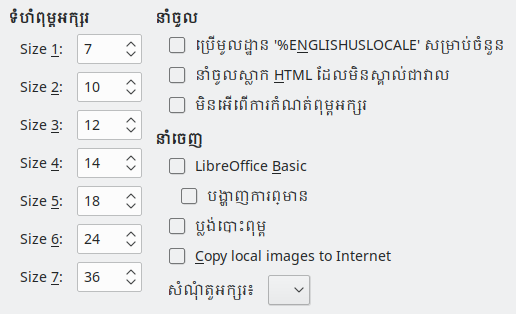 ទំហំពុម្ពអក្សរ
Size 1: 7
Size 2: 10
Size 3: 12
Size 4: 14
Size 5: 18
Size 6: 24
Size 7: 36
នាំចូល
ប្រើមូលដ្ឋាន '%ENGLISHUSLOCALE' សម្រាប់ចំនួន
នាំចូលស្លាក HTML ដែលមិនស្គាល់ជាវាល
មិនអើពើការកំណត់ពុម្ពអក្សរ
នាំចេញ
LibreOffice Basic
បង្ហាញការព្រមាន
ប្លង់បោះពុម្ព
Copy local images to Internet
សំណុំតួអក្សរ៖